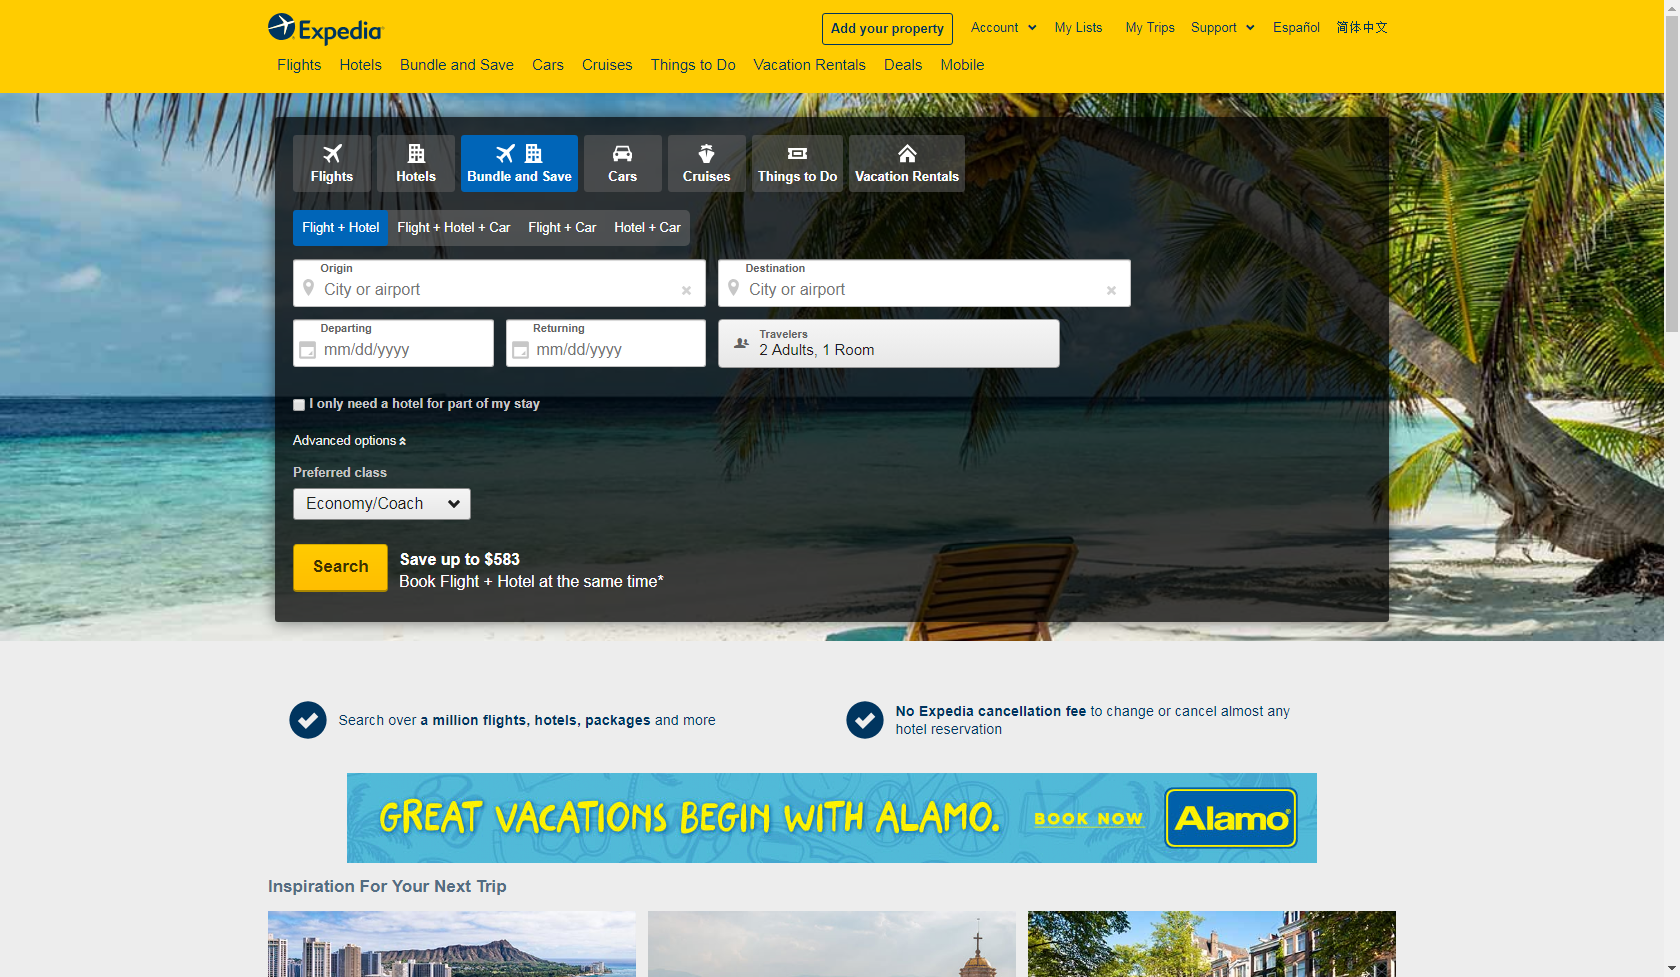 Expedia
Add your property
Account
My Lists
My Trips
Support
Español
简体中文
Flights
Hotels
Bundle and Save
Cars
Cruises
Things to Do
Vacation Rentals
Deals
Mobile
Flights
Hotels
Bundle and Save
Cars
Cruises
Things to Do
Vacation Rentals
Flight + Hotel
Flight + Hotel + Car
Flight + Car
Hotel + Car
Origin
City or airport
Destination
City or airport
Departing
mm/dd/yyyy
Returning
mm/dd/yyyy
Travelers
2 Adults, 1 Room
I only need a hotel for part of my stay
Advanced options
Preferred class
Economy/Coach
Search
Save up to $583
Book Flight + Hotel at the same time*
Search over a million flights, hotels, packages and more
No Expedia cancellation fee to change or cancel almost any
hotel reservation
GREAT VACATIONS BEGIN WITH ALAMO.
BOOK NOW
Alamo®
Inspiration For Your Next Trip